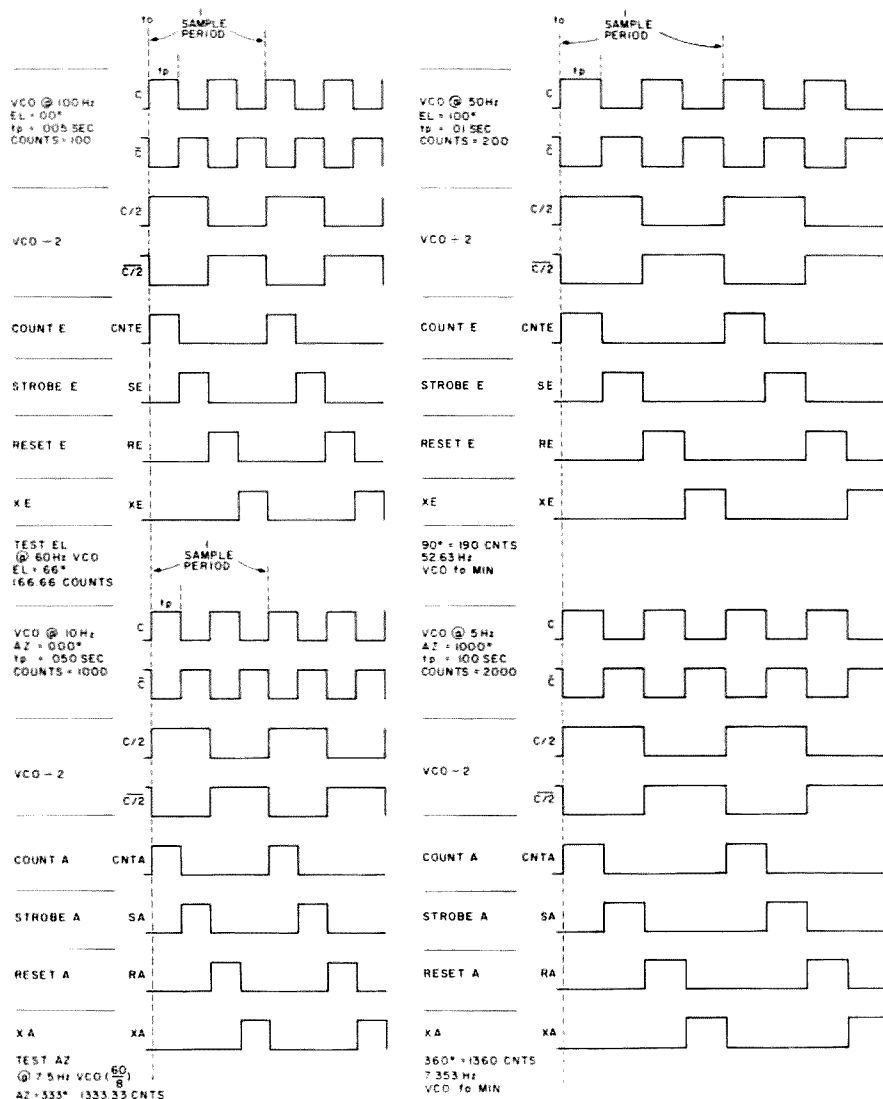 to
1
SAMPLE
PERIOD
tp
VCO @ 100 Hz
EL = 00°
tp = .005 SEC
COUNTS = 100
C
C̄
VCO ÷ 2
C/2
C/2
COUNT E CNTE
STROBE E SE
RESET E RE
XE XE
TEST EL
@ 60Hz VCO
EL = 66°
166.66 COUNTS
to
1
SAMPLE
PERIOD
tp
VCO @ 50Hz
EL = 100°
tp = .01 SEC
COUNTS = 200
C
C̄
VCO ÷ 2
C/2
C/2
COUNT E CNTE
STROBE E SE
RESET E RE
XE XE
90° = 190 CNTS
52.63 Hz
VCO fo MIN
1
SAMPLE
PERIOD
tp
VCO @ 10Hz
AZ = 000°
tp = .050 SEC
COUNTS = 1000
C
C̄
VCO ÷ 2
C/2
C/2
COUNT A CNTA
STROBE A SA
RESET A RA
XA XA
TEST AZ
@ 7.5 Hz VCO (60/8)
AZ = 333° 1333.33 CNTS
VCO @ 5Hz
AZ = 1000°
tp = .100 SEC
COUNTS = 2000
C
C̄
VCO ÷ 2
C/2
C/2
COUNT A CNTA
STROBE A SA
RESET A RA
XA XA
360° = 1360 CNTS
7.353 Hz
VCO fo MIN